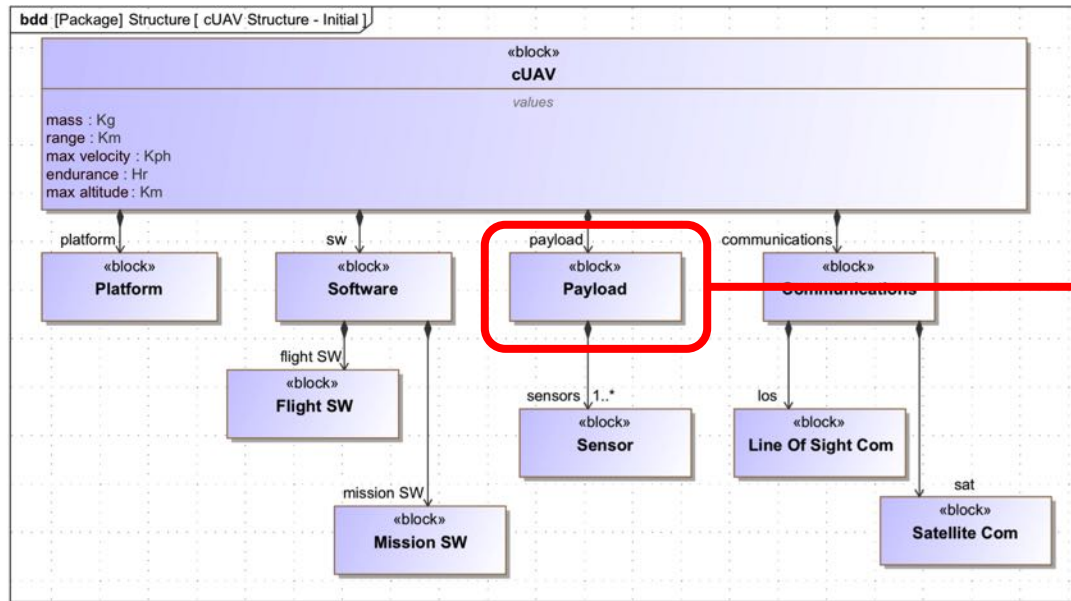 bdd [Package] Structure [ cUAV Structure - Initial ]
«block»
cUAV
values
mass : Kg
range : Km
max velocity : Kph
endurance : Hr
max altitude : Km
platform
sw
payload
communications
«block»
Platform
«block»
Software
«block»
Payload
«block»
Communications
flight SW
«block»
Flight SW
sensors
1..*
«block»
Sensor
los
«block»
Line Of Sight Com
mission SW
«block»
Mission SW
sat
«block»
Satellite Com